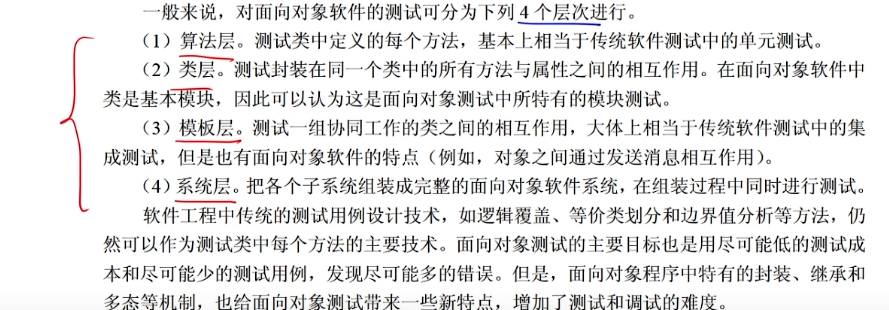 一般来说，对面向对象软件的测试可分为下列 4 个层次进行。
（1）算法层。测试类中定义的每个方法，基本上相当于传统软件测试中的单元测试。
（2）类层。测试封装在同一个类中的所有方法与属性之间的相互作用。在面向对象软件中
类是基本模块，因此可以认为这是面向对象测试中所特有的模块测试。
（3）模板层。测试一组协同工作的类之间的相互作用，大体上相当于传统软件测试中的集
成测试，但是也有面向对象软件的特点（例如，对象之间通过发送消息相互作用）。
（4）系统层。把各个子系统组装成完整的面向对象软件系统，在组装过程中同时进行测试。
软件工程中传统的测试用例设计技术，如逻辑覆盖、等价类划分和边界值分析等方法，仍
然可以作为测试类中每个方法的主要技术。面向对象测试的主要目标也是用尽可能低的测试成
本和尽可能少的测试用例，发现尽可能多的错误。但是，面向对象程序中特有的封装、继承和
多态等机制，也给面向对象测试带来一些新特点，增加了测试和调试的难度。